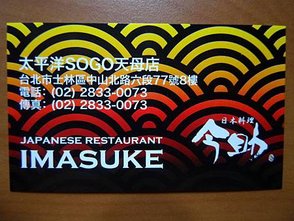 太平洋SOGO天母店
台北市士林區中山北路六段77號8樓
電話：(02) 2833-0073
傳真：(02) 2833-0073
JAPANESE RESTAURANT
IMASUKE
日本料理
今助